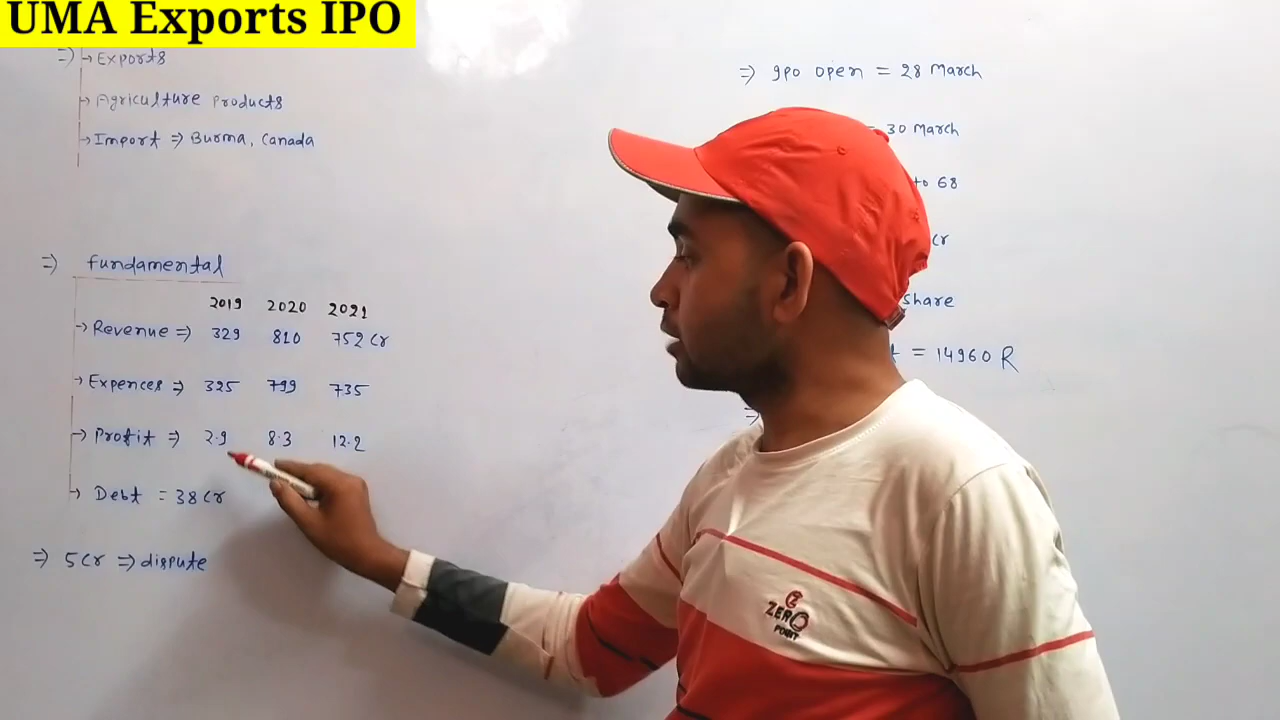 UMA Exports IPO
=> → Exports
→ Agriculture Products
→ Import => Burma, Canada
=> fundamental
2019 2020 2021
→ Revenue => 329 810 752 Cr
→ Expences => 325 799 735
→ Profit => 2.9 8.3 12.2
→ Debt = 38 Cr
=> 5 Cr => dispute
=> IPO open = 28 March
= 30 March
to 68
Cr
Share
= 14960 R
=>
Z
ZERO
POINT